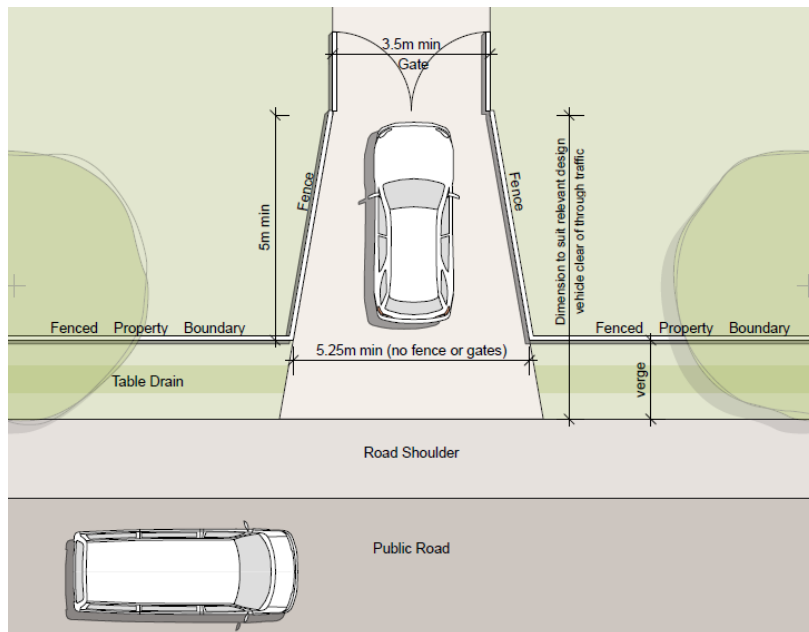 3.5m min
Gate
Fence
Fence
5m min
Dimension to suit relevant design
vehicle clear of through traffic
Fenced Property Boundary
Fenced Property Boundary
5.25m min (no fence or gates)
verge
Table Drain
Road Shoulder
Public Road